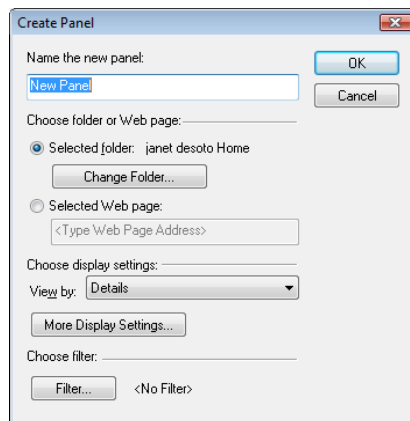 Create Panel
Name the new panel:
New Panel
OK
Cancel
Choose folder or Web page:
Selected folder: janet desoto Home
Change Folder...
Selected Web page:
<Type Web Page Address>
Choose display settings:
View by: Details
More Display Settings...
Choose filter:
Filter... <No Filter>